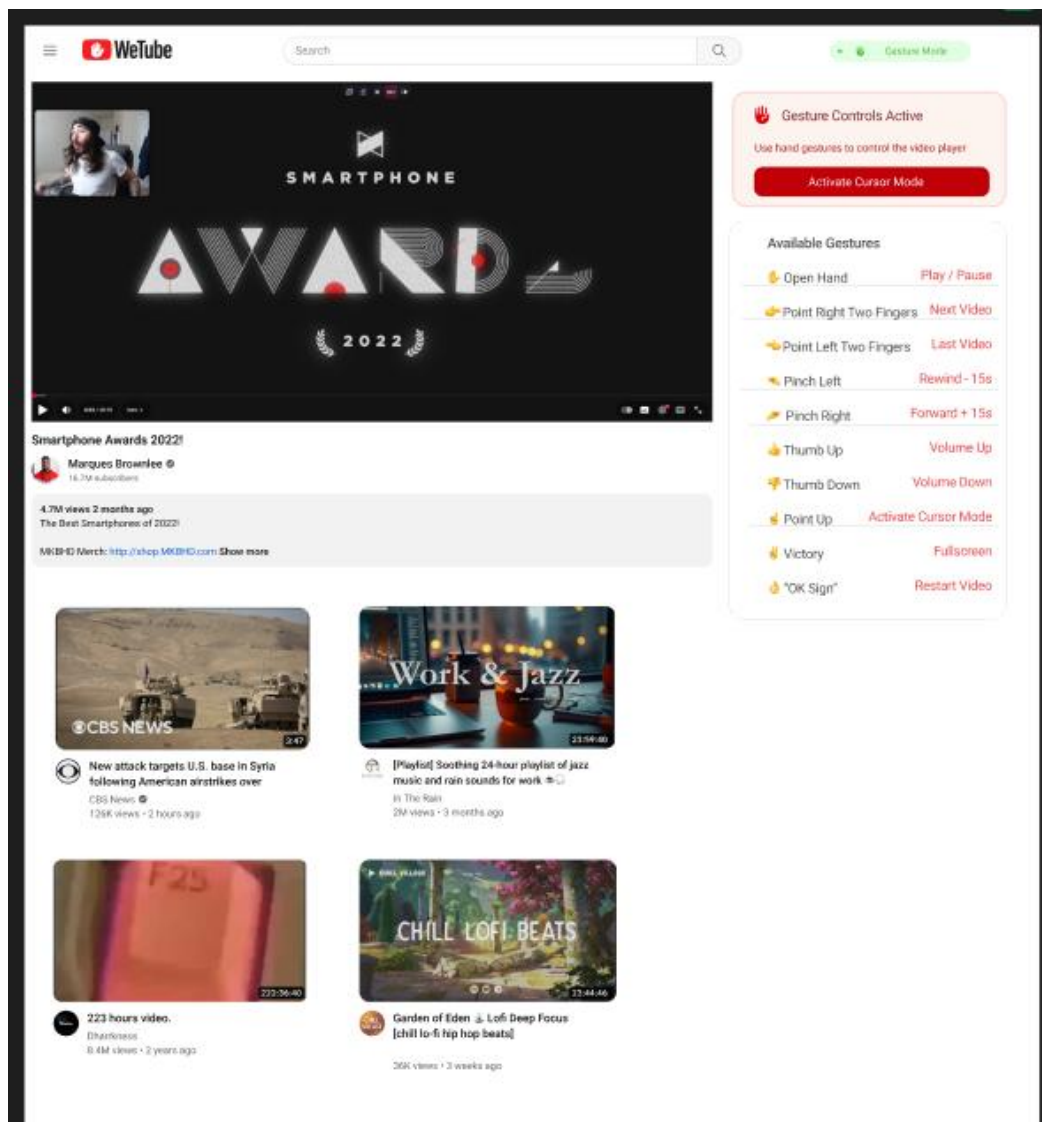 WeTube
Search
Gesture Mode
SMARTPHONE
AWARD
2022
Smartphone Awards 2022!
Marques Brownlee
16.7M subscribers
4.7M views 2 months ago
The Best Smartphones of 2022!
MKBHD Merch: http://shop.MKBHD.com Show more
Gesture Controls Active
Use hand gestures to control the video player
Activate Cursor Mode
Available Gestures
Open Hand Play / Pause
Point Right Two Fingers Next Video
Point Left Two Fingers Last Video
Pinch Left Rewind - 15s
Pinch Right Forward + 15s
Thumb Up Volume Up
Thumb Down Volume Down
Point Up Activate Cursor Mode
Victory Fullscreen
"OK Sign" Restart Video
CBS NEWS
3:47
New attack targets U.S. base in Syria
following American airstrikes over
CBS News
126K views • 2 hours ago
Work & Jazz
23:59:40
[Playlist] Soothing 24-hour playlist of jazz
music and rain sounds for work
In The Rain
2M views • 3 months ago
F25
223:36:40
223 hours video.
8.4M views • 2 years ago
CHILL LOFI BEATS
23:44:46
Garden of Eden Lofi Deep Focus
[chill lo-fi hip hop beats]
36K views • 3 weeks ago